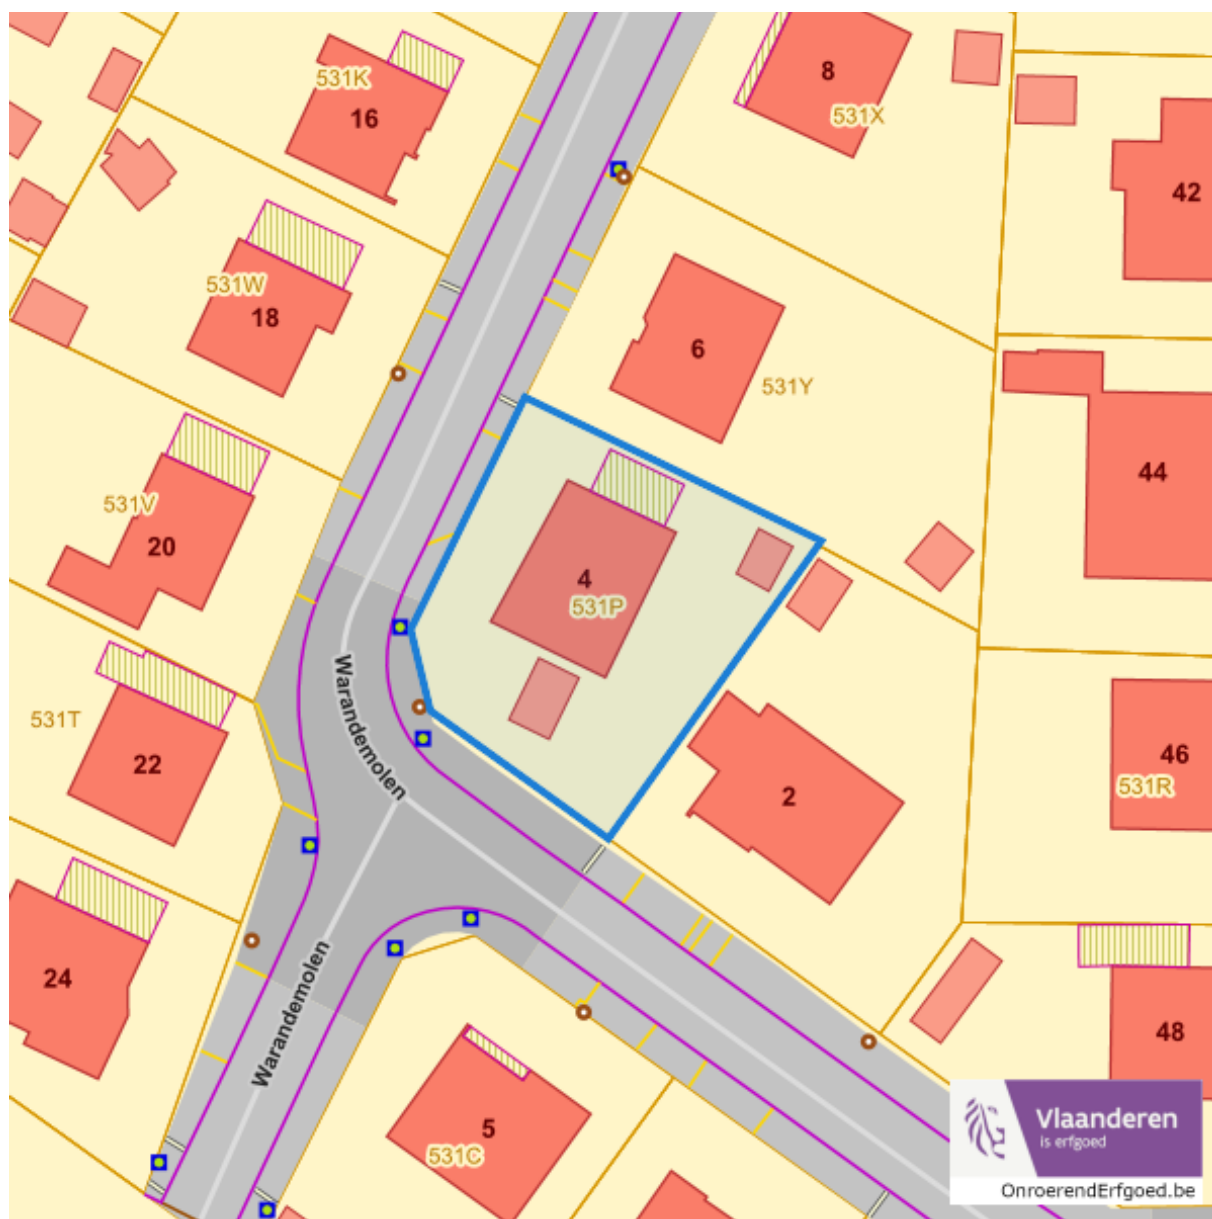 531K
16
8
531X
42
531W
18
6
531Y
531V
20
44
4
531P
Warandemolen
531T
22
2
46
531R
24
Warandemolen
48
5
531C
Vlaanderen
is erfgoed
OnroerendErfgoed.be